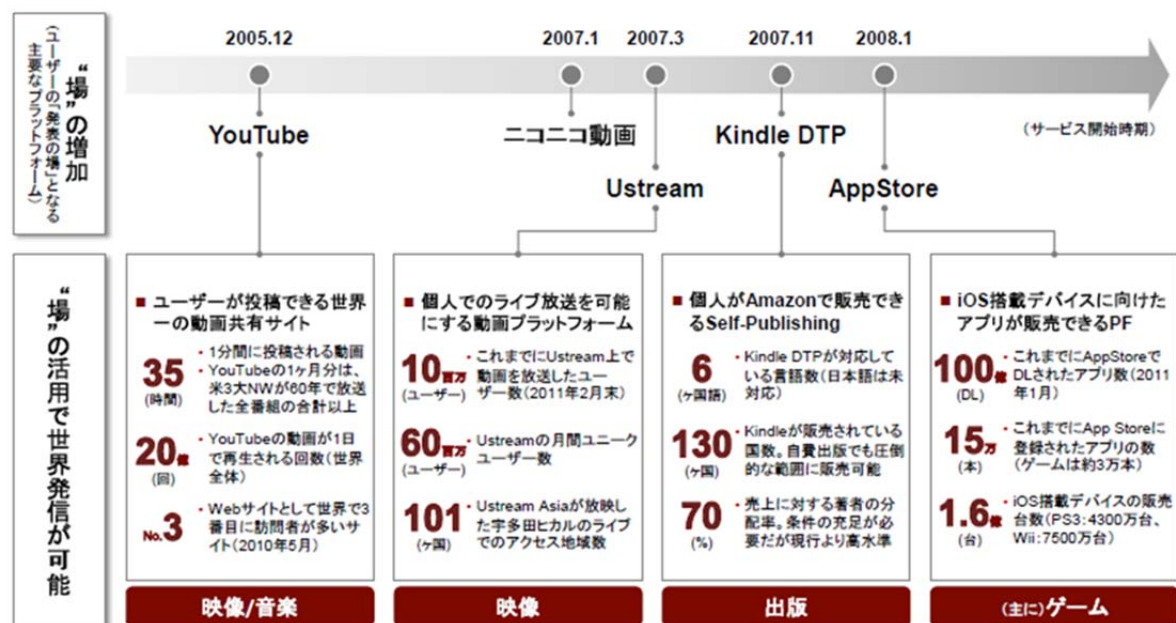 “場”の増加
(ユーザーの「発表の場」となる
主要なプラットフォーム)
2005.12
2007.1
2007.3
2007.11
2008.1
YouTube
ニコニコ動画
Kindle DTP
(サービス開始時期)
Ustream
AppStore
“場”の活用で世界発信が可能
■ ユーザーが投稿できる世界
一の動画共有サイト
35
(時間)
・1分間に投稿される動画
・YouTubeの1ヶ月分は、
米3大NWが60年で放送
した全番組の合計以上
20億
(回)
・YouTubeの動画が1日
で再生される回数(世界
全体)
No.3
・Webサイトとして世界で3
番目に訪問者が多いサ
イト(2010年5月)
映像/音楽
■ 個人でのライブ放送を可能
にする動画プラットフォーム
10百万
(ユーザー)
・これまでにUstream上で
動画を放送したユー
ザー数(2011年2月末)
60百万
(ユーザー)
・Ustreamの月間ユニーク
ユーザー数
101
(ヶ国)
・Ustream Asiaが放映し
た宇多田ヒカルのライブ
でのアクセス地域数
映像
■ 個人がAmazonで販売でき
るSelf-Publishing
6
(ヶ国語)
・Kindle DTPが対応して
いる言語数(日本語は未
対応)
130
(ヶ国)
・Kindleが販売されている
国数。自費出版でも圧倒
的な範囲に販売可能
70
(%)
・売上に対する著者の分
配率。条件の充足が必
要だが現行より高水準
出版
■ iOS搭載デバイスに向けた
アプリが販売できるPF
100億
(DL)
・これまでにAppStoreで
DLされたアプリ数(2011
年1月)
15万
(本)
・これまでにApp Storeに
登録されたアプリの数
(ゲームは約3万本)
1.6億
(台)
・iOS搭載デバイスの販売
台数(PS3:4300万台、
Wii:7500万台)
(主に)ゲーム